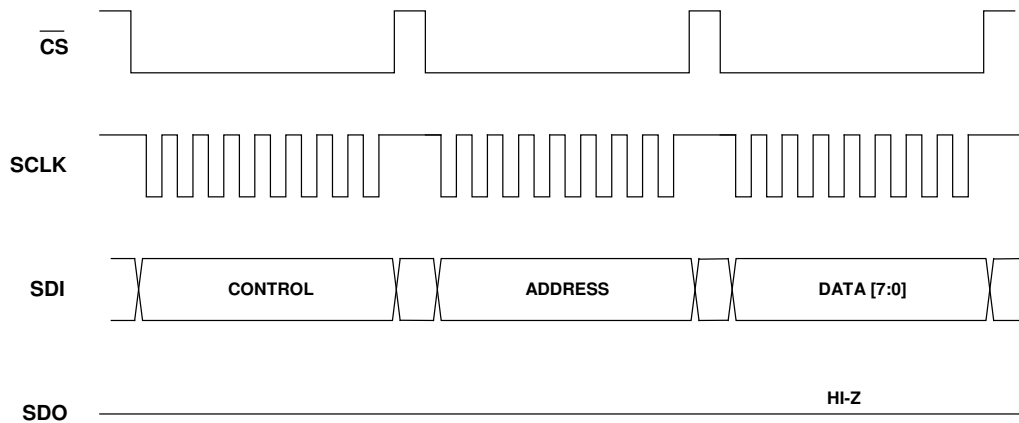 CS
SCLK
SDI
CONTROL
ADDRESS
DATA [7:0]
HI-Z
SDO